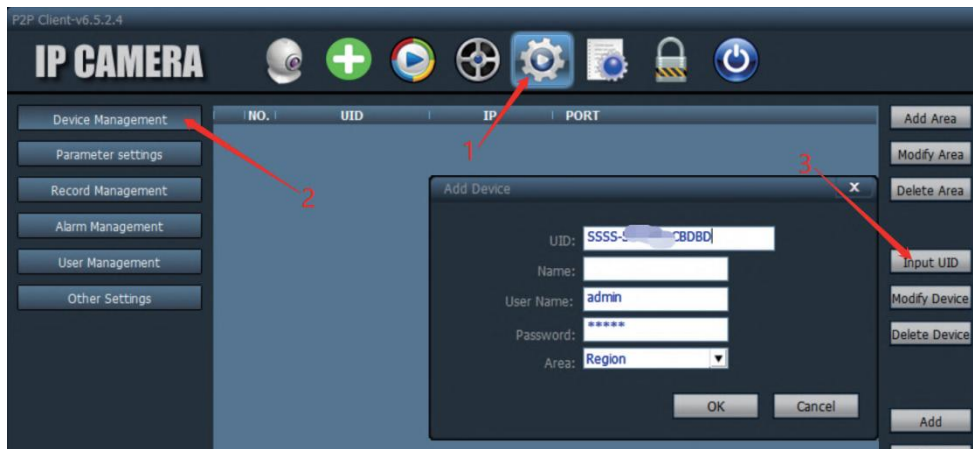 P2P Client-v6.5.2.4
IP CAMERA
Device Management
Parameter settings
Record Management
Alarm Management
User Management
Other Settings
NO. UID IP PORT
1
2
3
Add Device x
UID: SSSS- CBDBD
Name:
User Name: admin
Password: *****
Area: Region
OK Cancel
Add Area
Modify Area
Delete Area
Input UID
Modify Device
Delete Device
Add